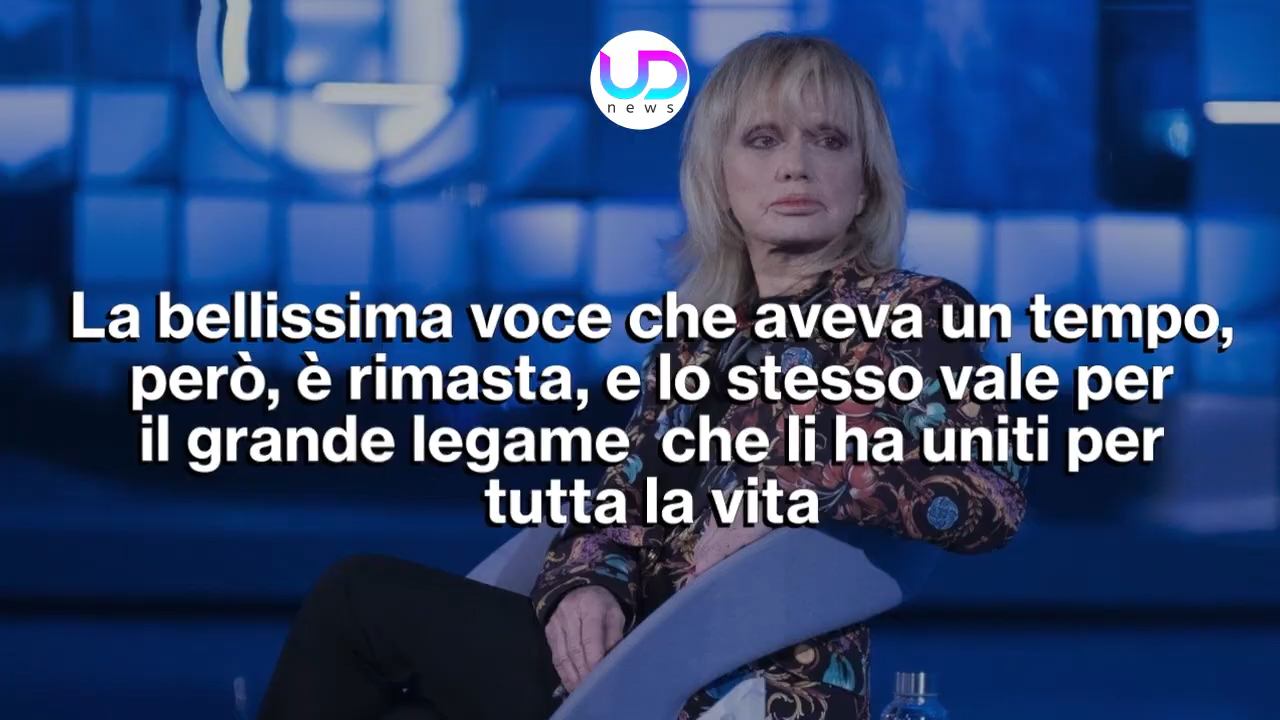 UD
news
La bellissima voce che aveva un tempo,
però, è rimasta, e lo stesso vale per
il grande legame  che li ha uniti per
tutta la vita